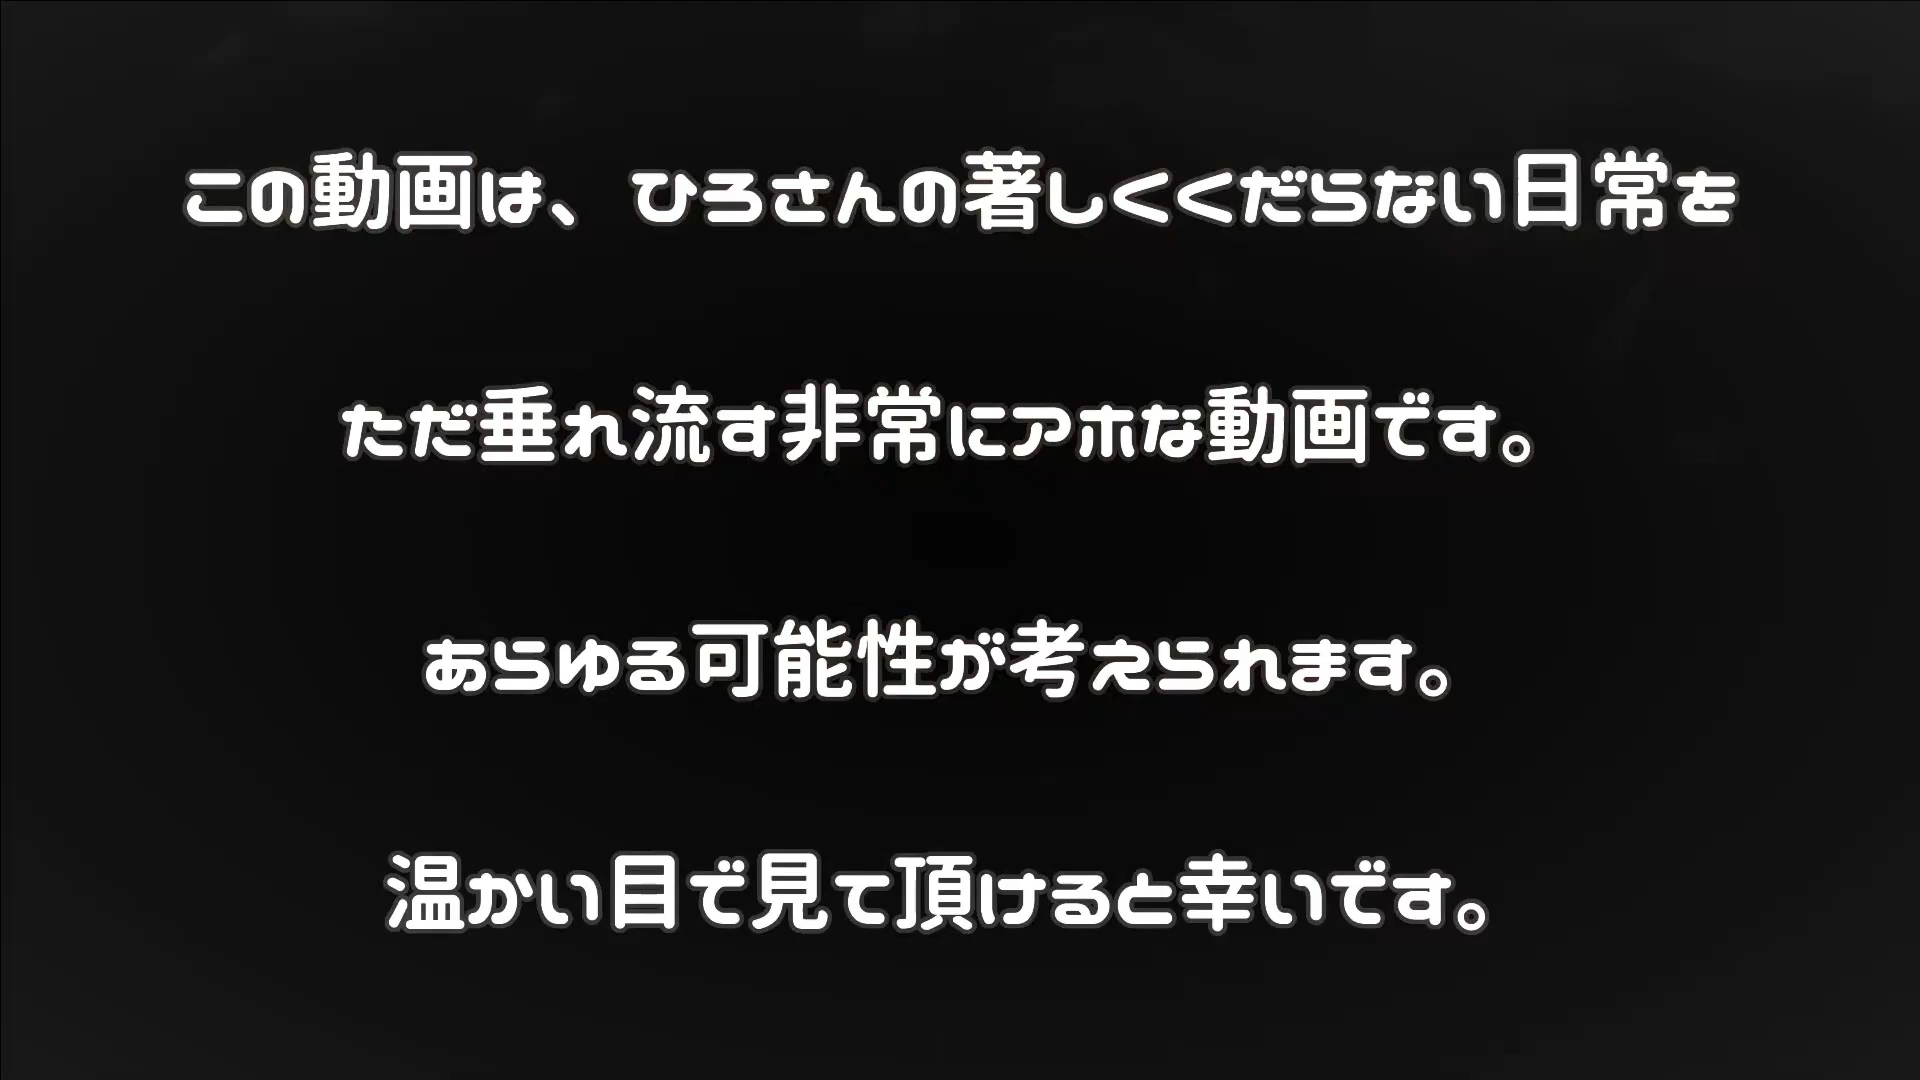 この動画は、ひろさんの著しくくだらない日常を
ただ垂れ流す非常にアホな動画です。
あらゆる可能性が考えられます。
温かい目で見て頂けると幸いです。